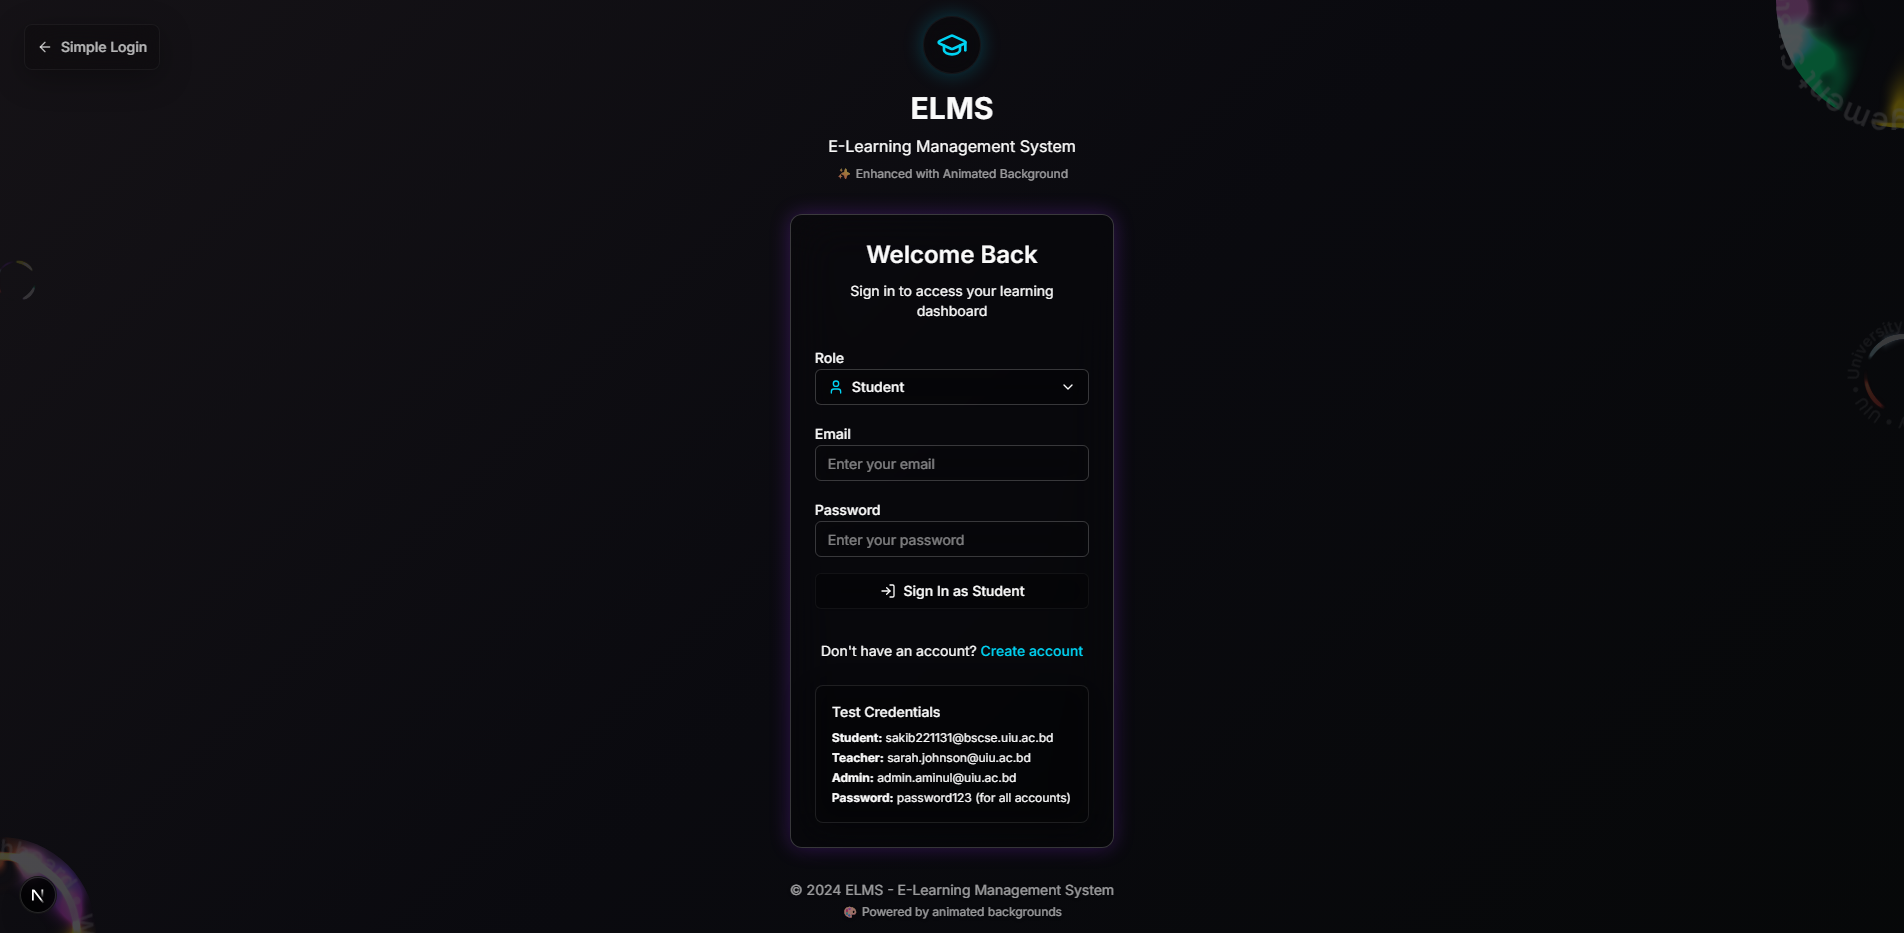 Simple Login
ELMS
E-Learning Management System
✨ Enhanced with Animated Background
Welcome Back
Sign in to access your learning
dashboard
Role
Student
Email
Enter your email
Password
Enter your password
Sign In as Student
Don't have an account? Create account
Test Credentials
Student: sakib221131@bscse.uiu.ac.bd
Teacher: sarah.johnson@uiu.ac.bd
Admin: admin.aminul@uiu.ac.bd
Password: password123 (for all accounts)
University
• UIU •
N
© 2024 ELMS - E-Learning Management System
🎨 Powered by animated backgrounds